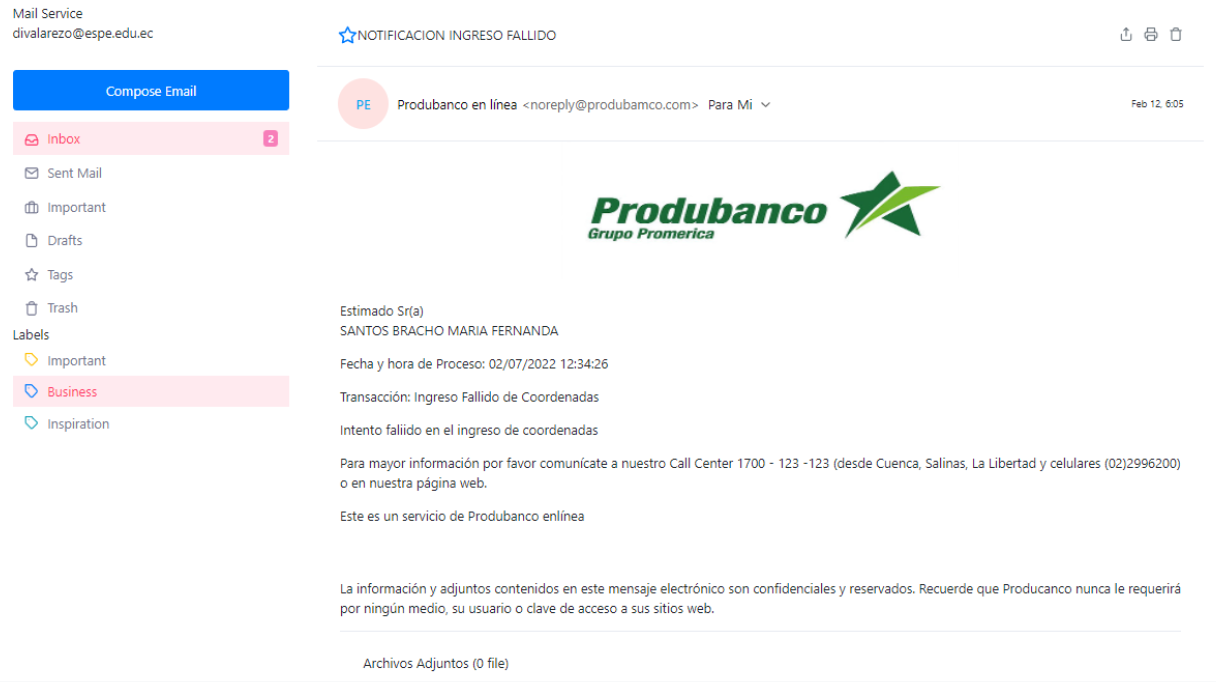 Mail Service
divalarezo@espe.edu.ec
Compose Email
Inbox 2
Sent Mail
Important
Drafts
Tags
Trash
Labels
Important
Business
Inspiration
NOTIFICACION INGRESO FALLIDO
PE Produbanco en línea <noreply@produbamco.com> Para Mi Feb 12, 6:05
Produbanco
Grupo Promerica
Estimado Sr(a)
SANTOS BRACHO MARIA FERNANDA
Fecha y hora de Proceso: 02/07/2022 12:34:26
Transacción: Ingreso Fallido de Coordenadas
Intento faliido en el ingreso de coordenadas
Para mayor información por favor comunícate a nuestro Call Center 1700 - 123 -123 (desde Cuenca, Salinas, La Libertad y celulares (02)2996200)
o en nuestra página web.
Este es un servicio de Produbanco enlínea
La información y adjuntos contenidos en este mensaje electrónico son confidenciales y reservados. Recuerde que Producanco nunca le requerirá
por ningún medio, su usuario o clave de acceso a sus sitios web.
Archivos Adjuntos (0 file)